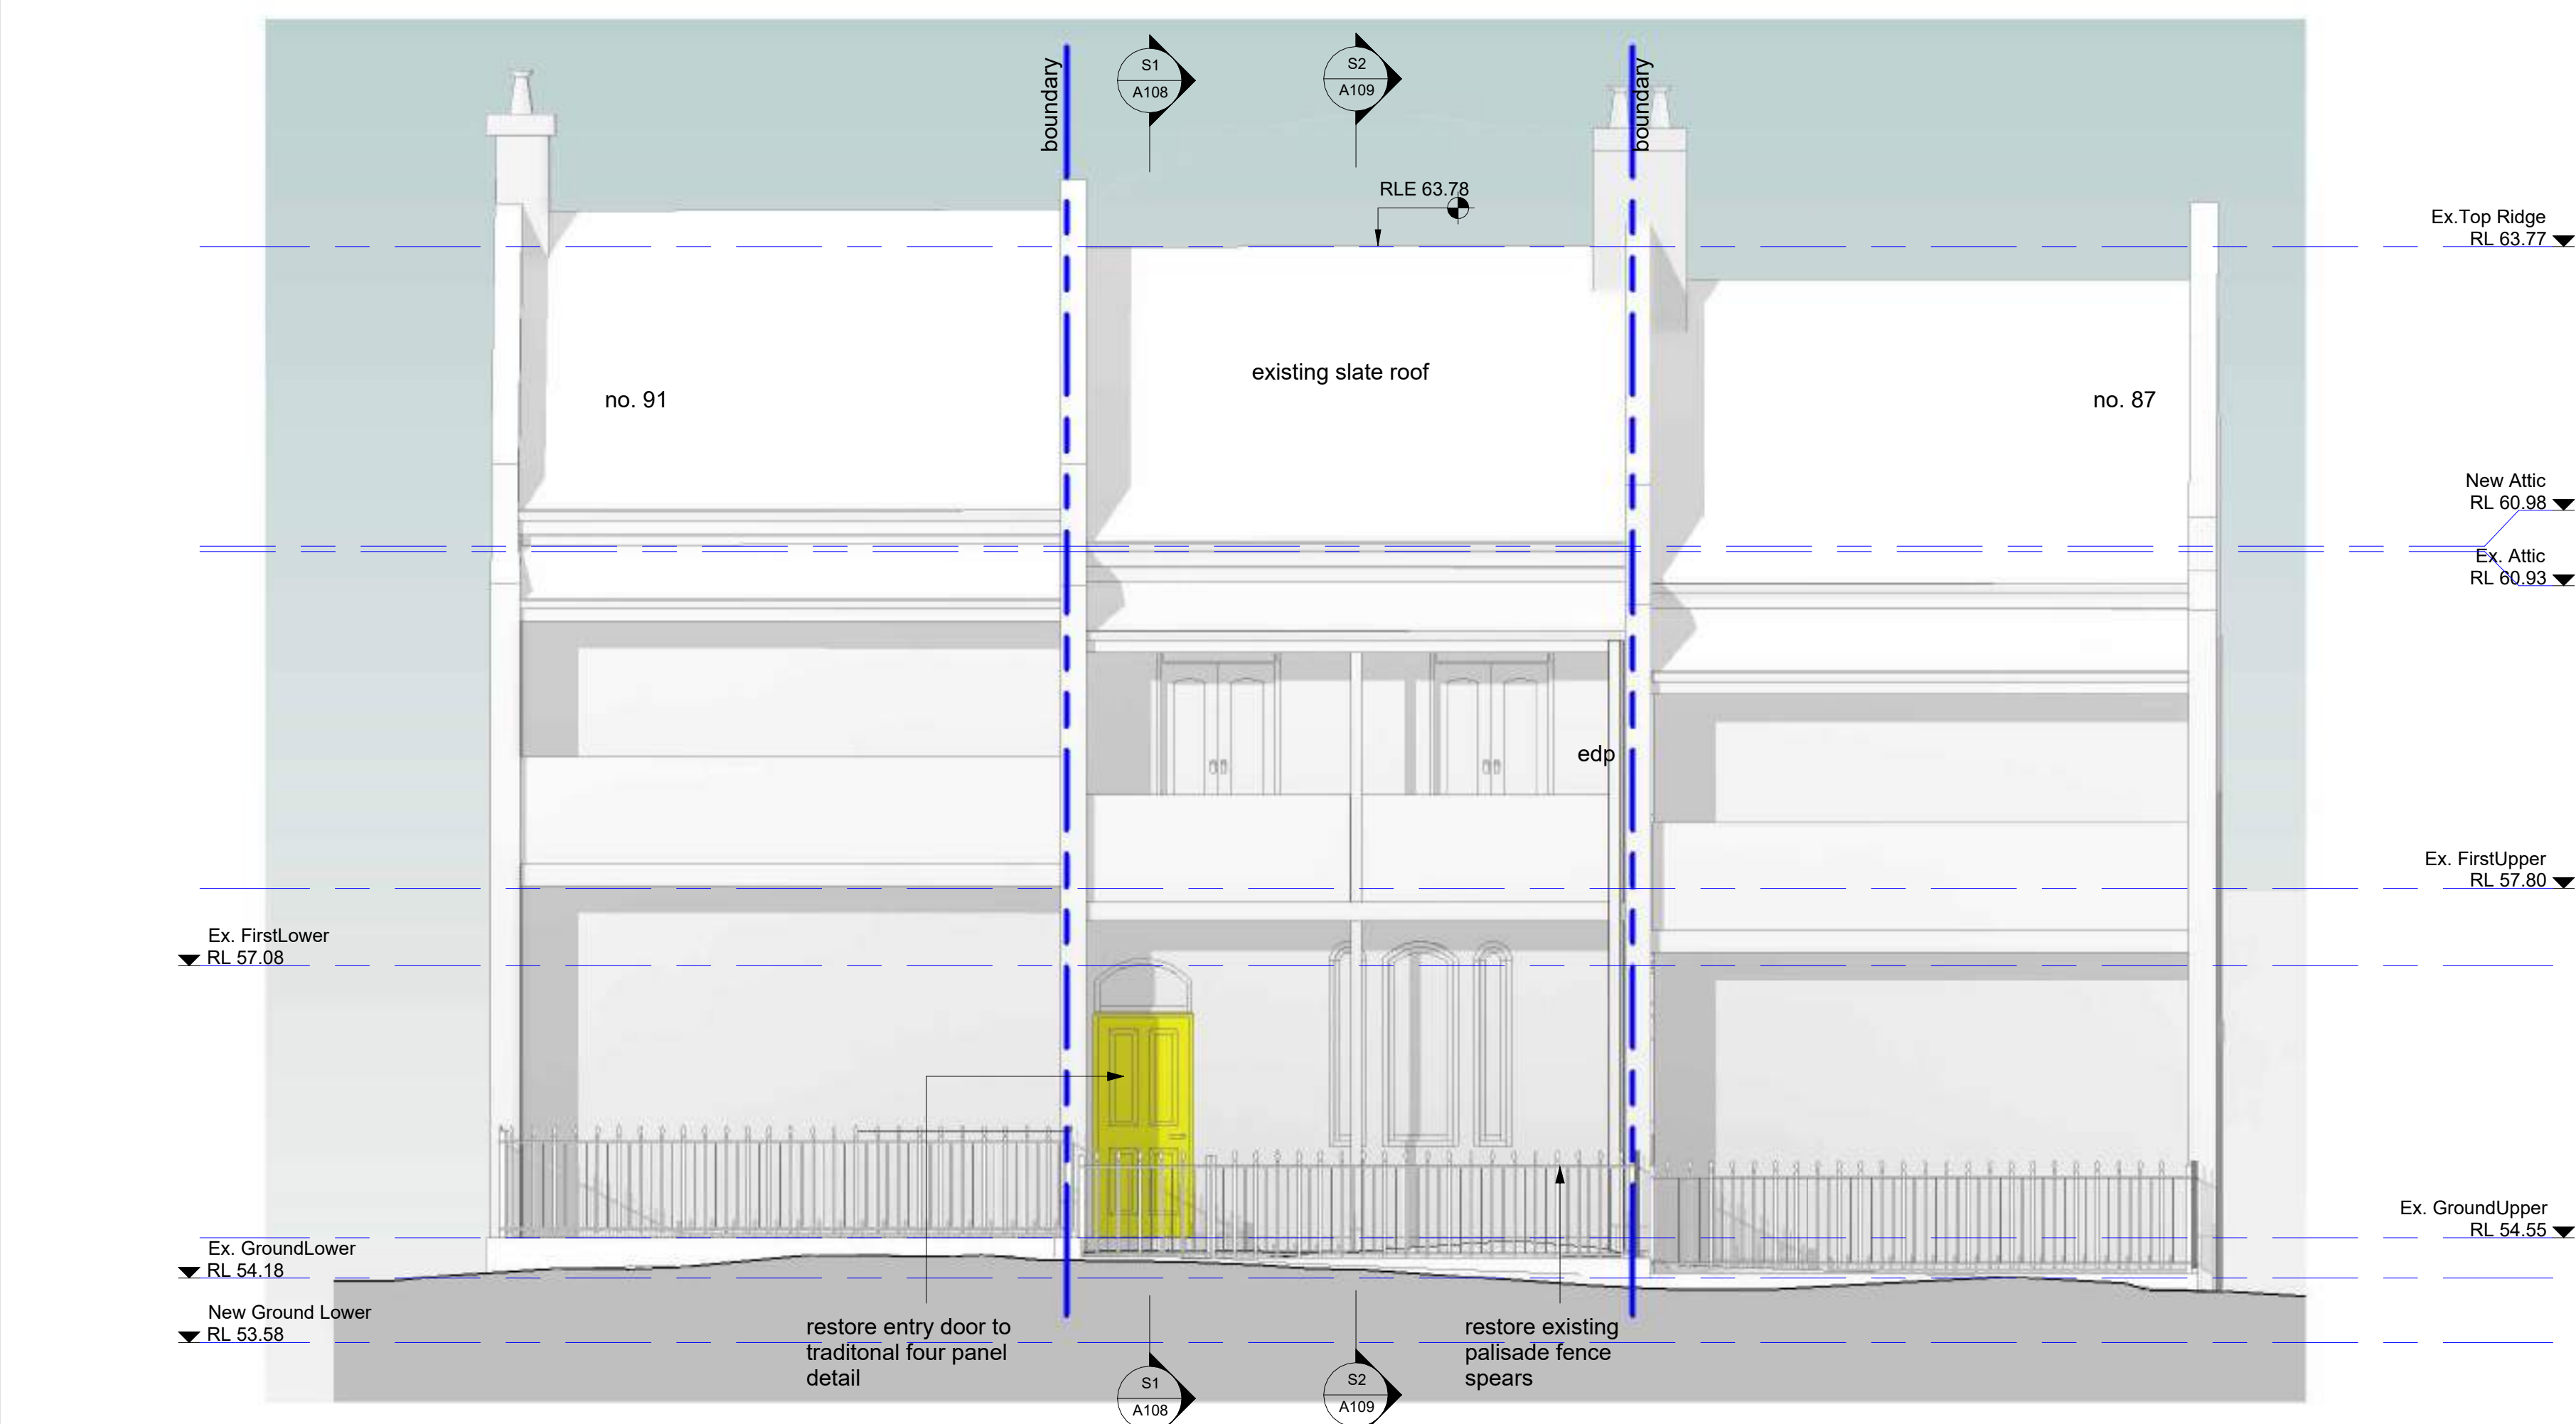 boundary
S1
A108
S2
A109
boundary
RLE 63.78
Ex.Top Ridge
RL 63.77
existing slate roof
no. 91
no. 87
New Attic
RL 60.98
Ex. Attic
RL 60.93
edp
Ex. FirstUpper
RL 57.80
Ex. FirstLower
RL 57.08
Ex. GroundUpper
RL 54.55
Ex. GroundLower
RL 54.18
New Ground Lower
RL 53.58
restore entry door to
traditonal four panel
detail
restore existing
palisade fence
spears
S1
A108
S2
A109